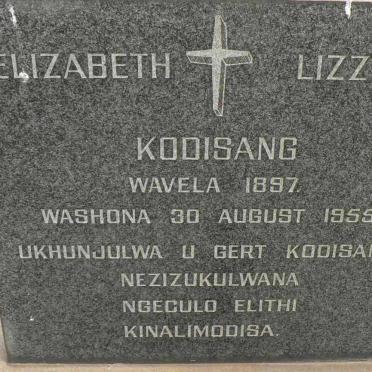 ELIZABETH LIZZ
KODISANG
WAVELA 1897.
WASHONA 30 AUGUST 1955
UKHUNJULWA U GERT KODISAN
NEZIZUKULWANA
NGECULO ELITHI
KINALIMODISA.